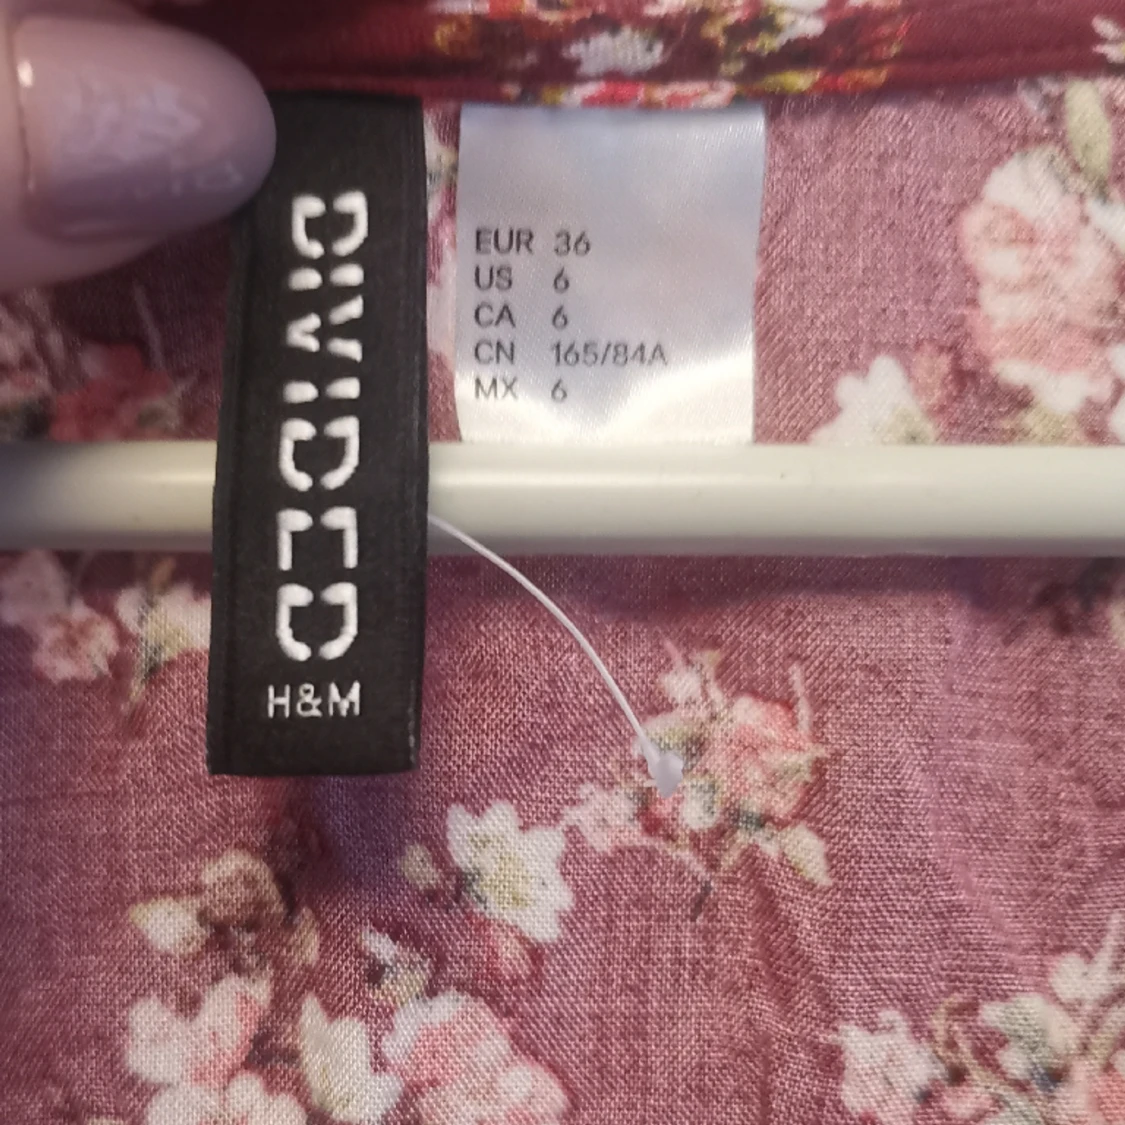 DIVIDED
H&M
EUR 36
US 6
CA 6
CN 165/84A
MX 6